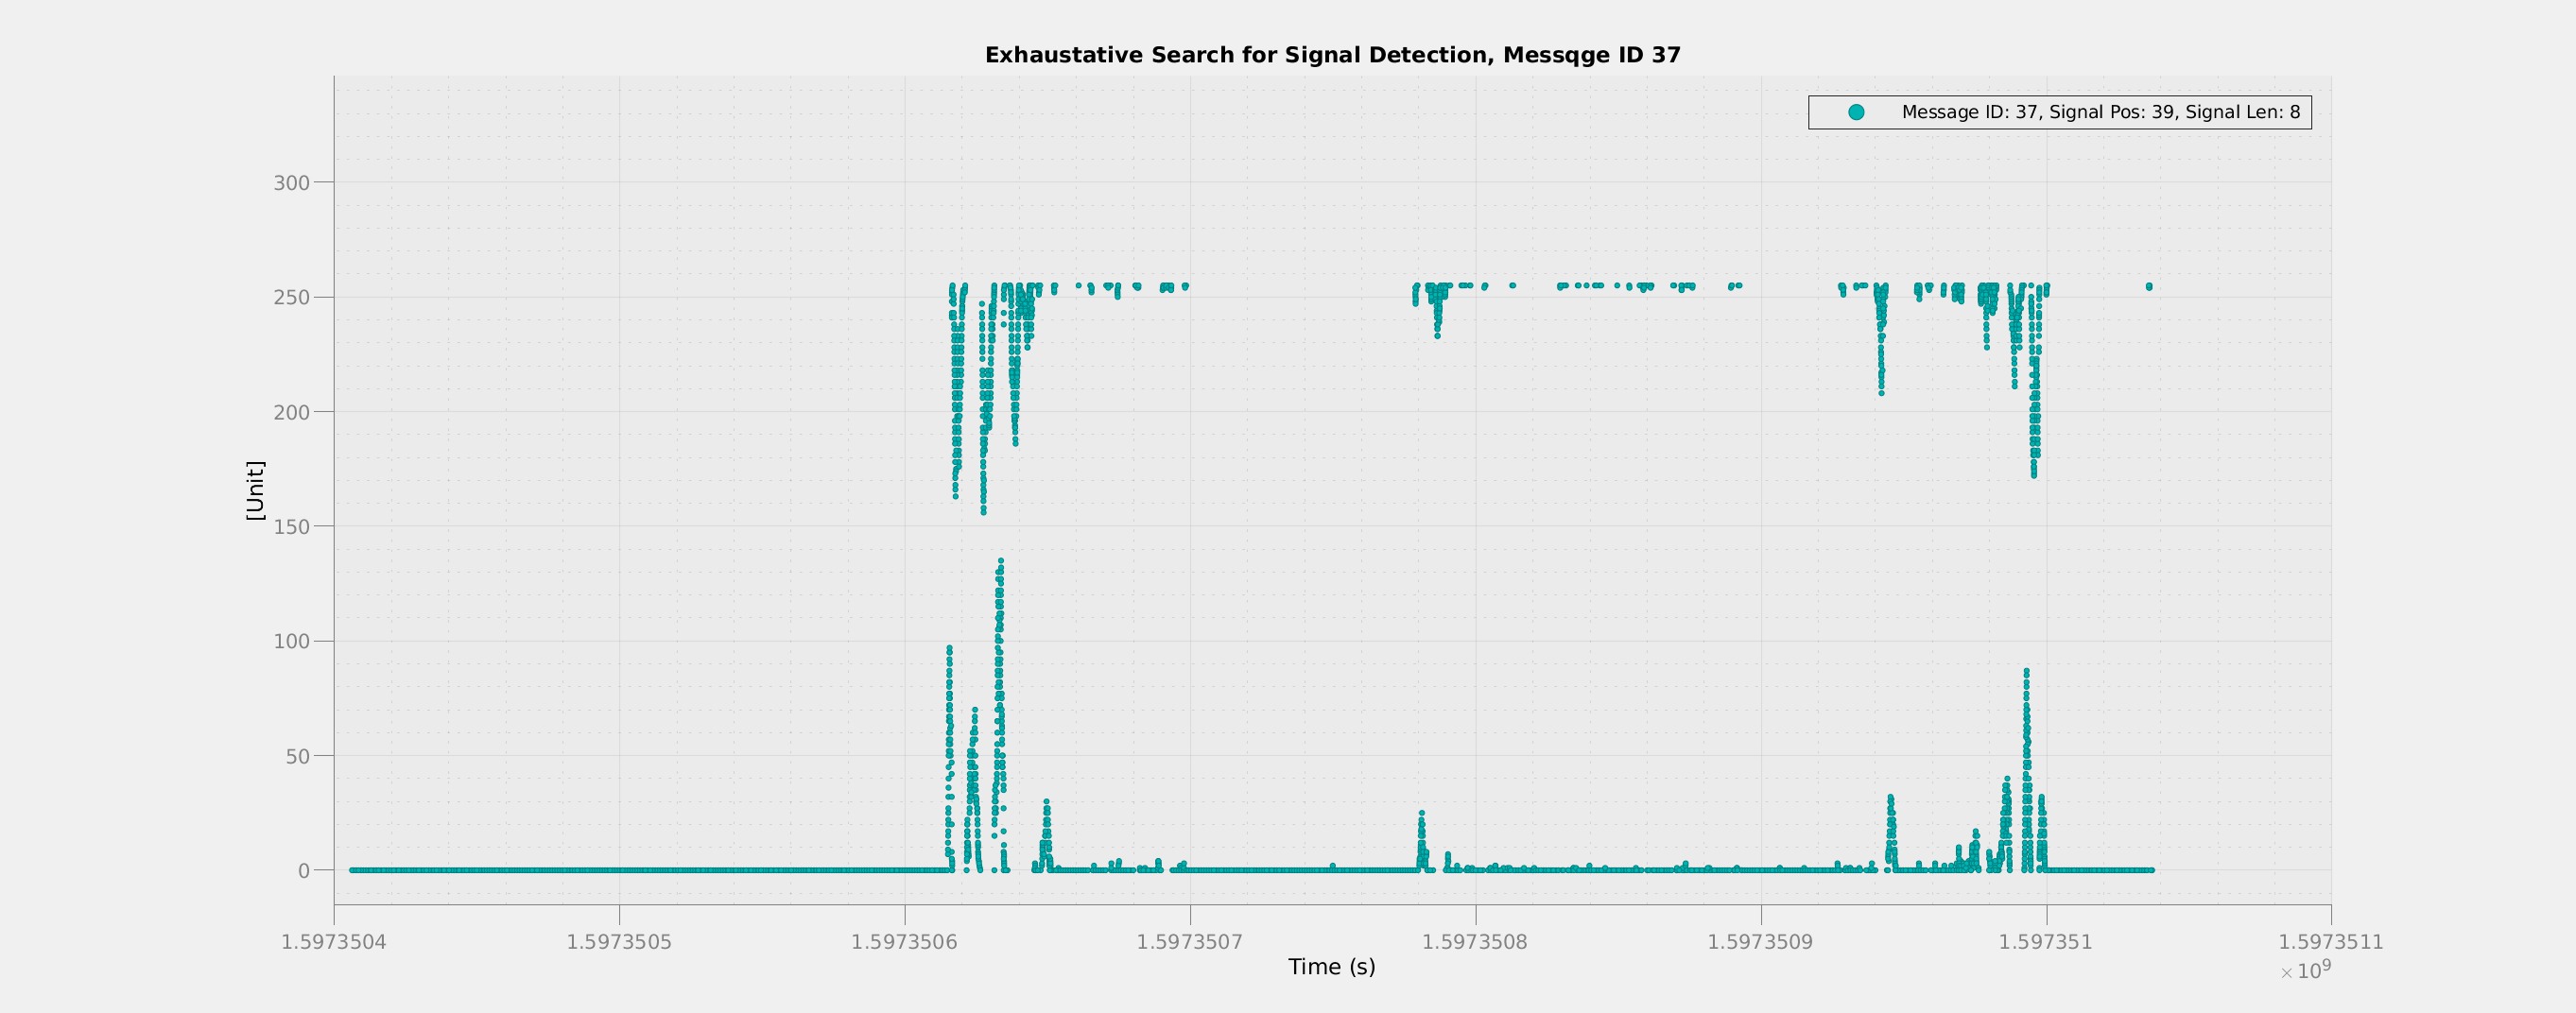 Exhaustative Search for Signal Detection, Messqge ID 37
Message ID: 37, Signal Pos: 39, Signal Len: 8
300
250
200
150
100
50
0
[Unit]
1.5973504 1.5973505 1.5973506 1.5973507 1.5973508 1.5973509 1.597351 1.5973511
Time (s)
× 10⁹